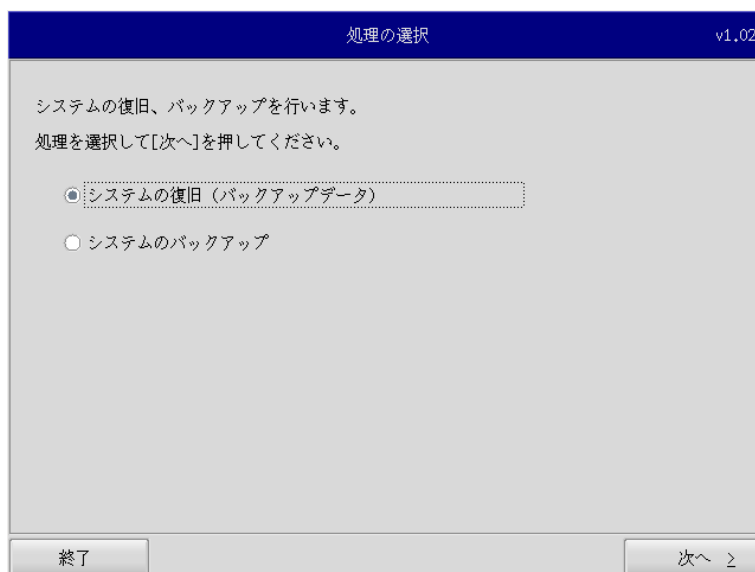 処理の選択 v1.02
システムの復旧、バックアップを行います。
処理を選択して[次へ]を押してください。
システムの復旧（バックアップデータ）
システムのバックアップ
終了 次へ >